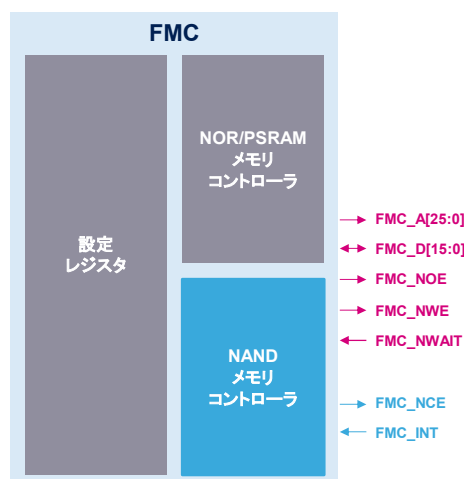 FMC
設定
レジスタ
NOR/PSRAM
メモリ
コントローラ
NAND
メモリ
コントローラ
FMC_A[25:0]
FMC_D[15:0]
FMC_NOE
FMC_NWE
FMC_NWAIT
FMC_NCE
FMC_INT